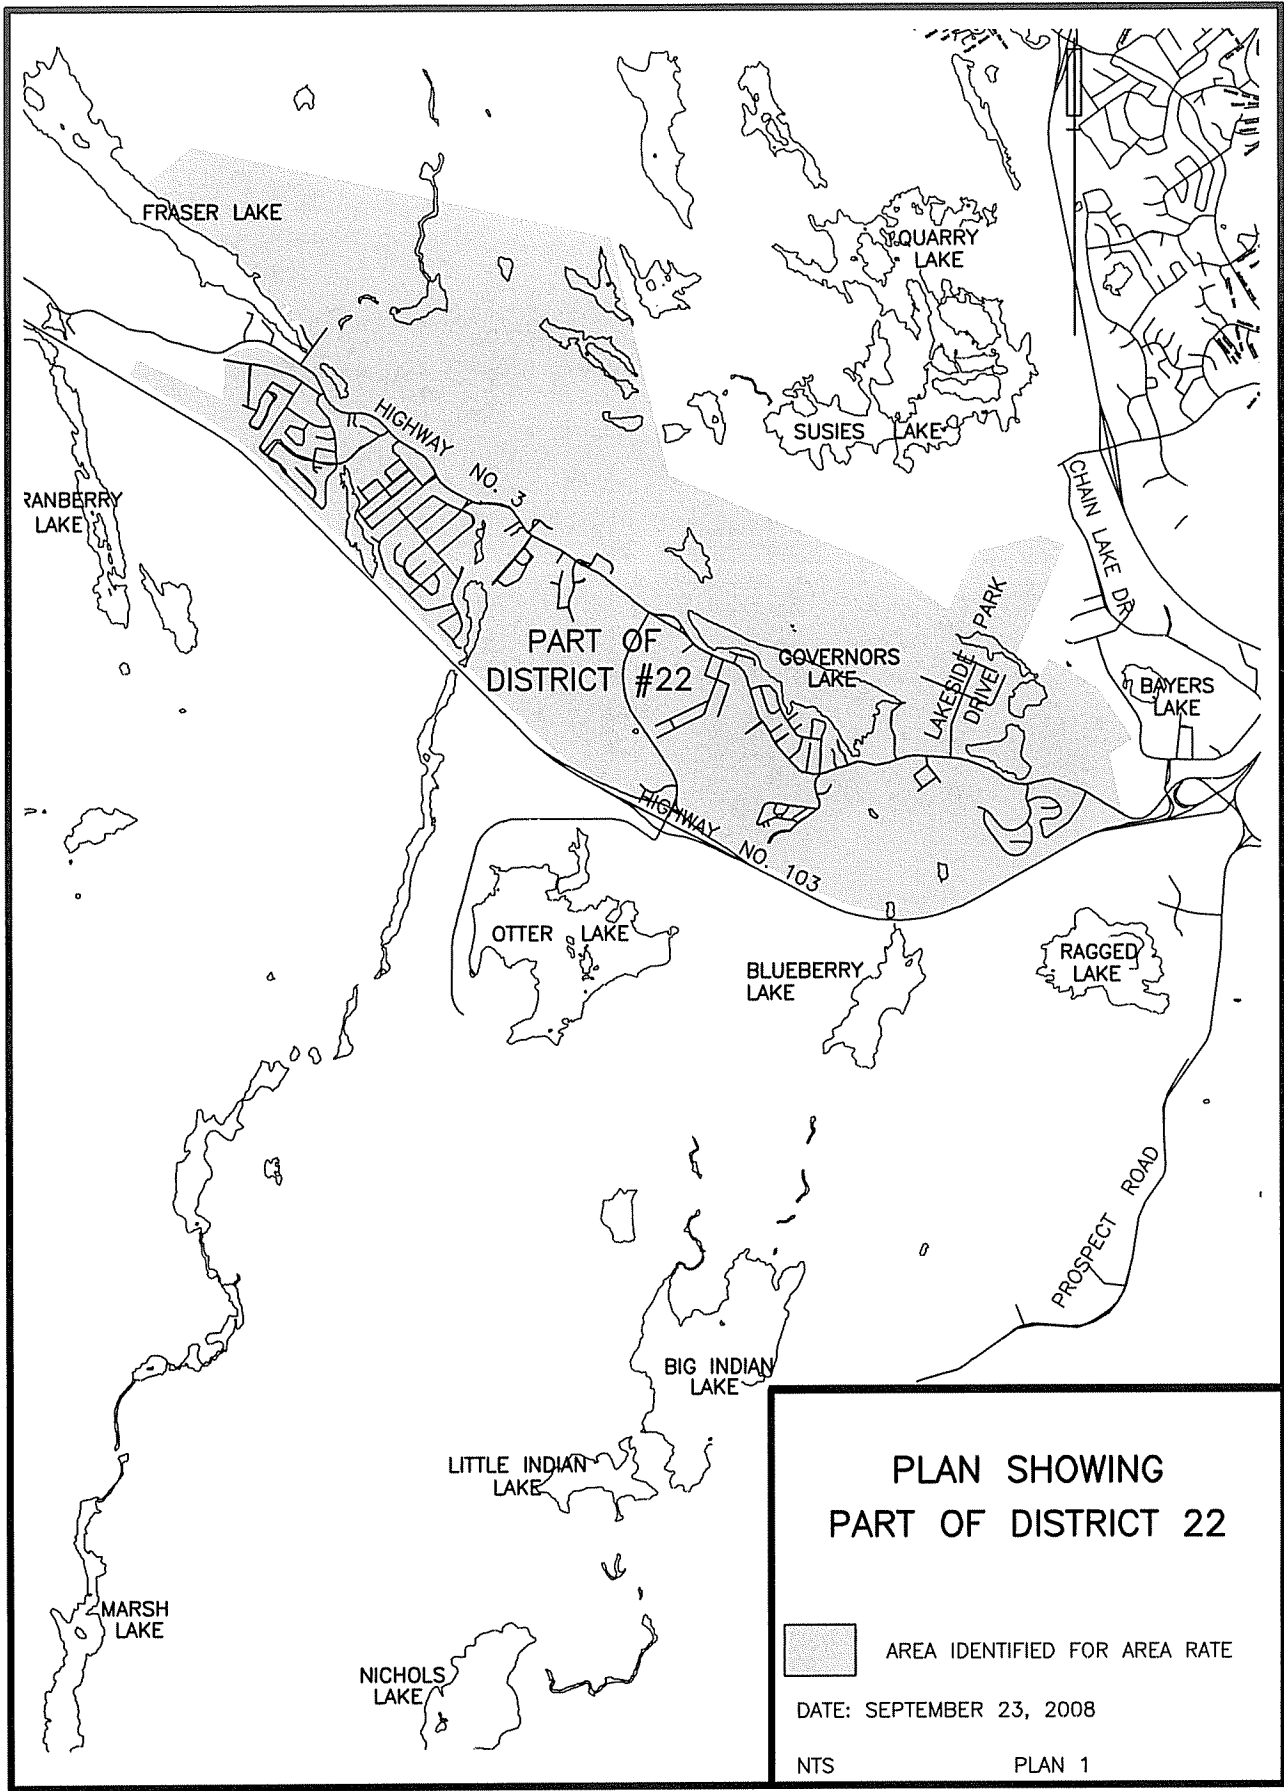 FRASER LAKE
QUARRY
LAKE
HIGHWAY NO. 3
SUSIES LAKE
RANBERRY
LAKE
CHAIN LAKE DR.
PART OF
DISTRICT #22
GOVERNORS
LAKE
LAKESIDE PARK
DRIVE
BAYERS
LAKE
HIGHWAY NO. 103
OTTER LAKE
BLUEBERRY
LAKE
RAGGED
LAKE
PROSPECT ROAD
BIG INDIAN
LAKE
LITTLE INDIAN
LAKE
MARSH
LAKE
NICHOLS
LAKE
PLAN SHOWING
PART OF DISTRICT 22
AREA IDENTIFIED FOR AREA RATE
DATE: SEPTEMBER 23, 2008
NTS PLAN 1